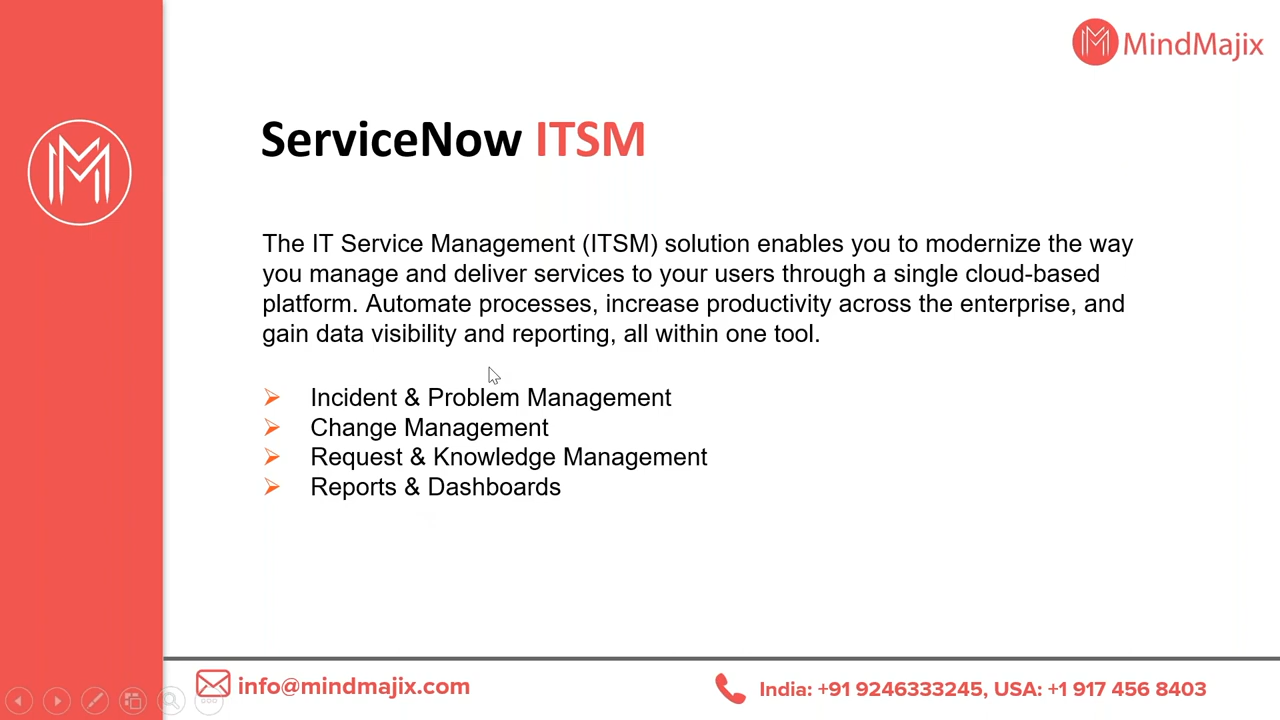 MindMajix
ServiceNow ITSM
The IT Service Management (ITSM) solution enables you to modernize the way
you manage and deliver services to your users through a single cloud-based
platform. Automate processes, increase productivity across the enterprise, and
gain data visibility and reporting, all within one tool.
Incident & Problem Management
Change Management
Request & Knowledge Management
Reports & Dashboards
info@mindmajix.com
India: +91 9246333245, USA: +1 917 456 8403